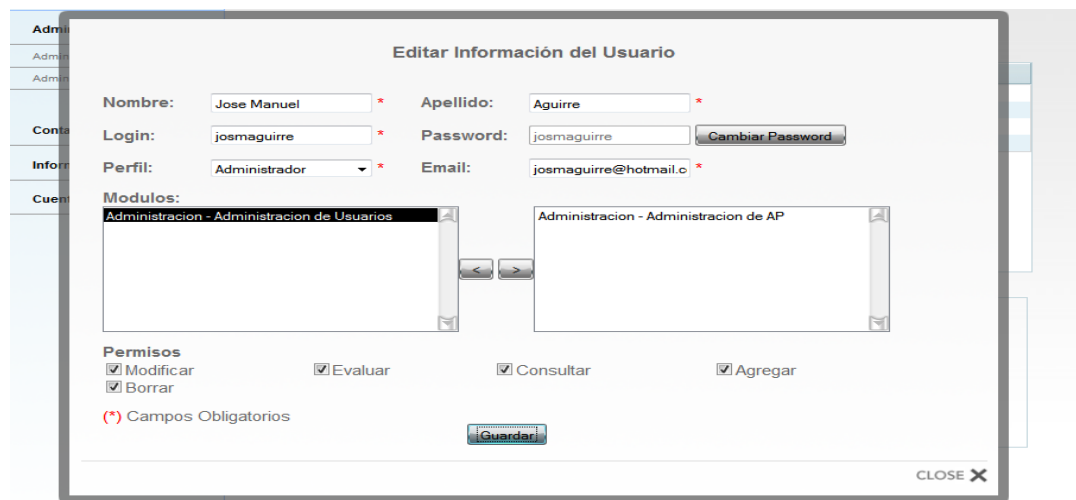 Editar Información del Usuario
Nombre: Jose Manuel * Apellido: Aguirre *
Login: josmaguirre * Password: josmaguirre Cambiar Password
Perfil: Administrador * Email: josmaguirre@hotmail.c *
Modulos:
Administracion - Administracion de Usuarios
Administracion - Administracion de AP
< >
Permisos
Modificar Evaluar Consultar Agregar
Borrar
(*) Campos Obligatorios
Guardar
CLOSE X